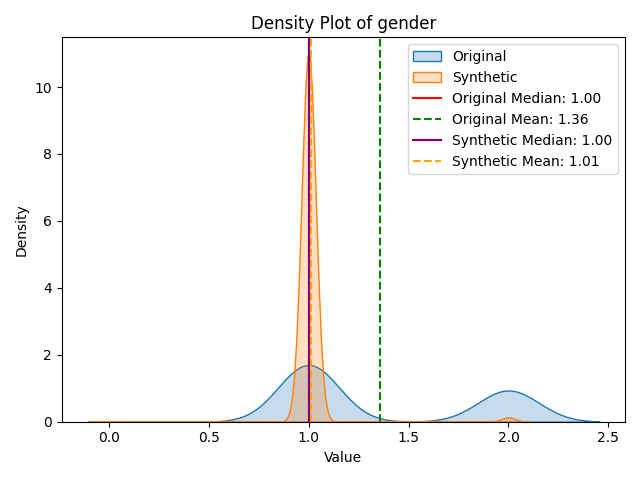 Density Plot of gender
Original
Synthetic
Original Median: 1.00
Original Mean: 1.36
Synthetic Median: 1.00
Synthetic Mean: 1.01
Density
10
8
6
4
2
0
0.0 0.5 1.0 1.5 2.0 2.5
Value